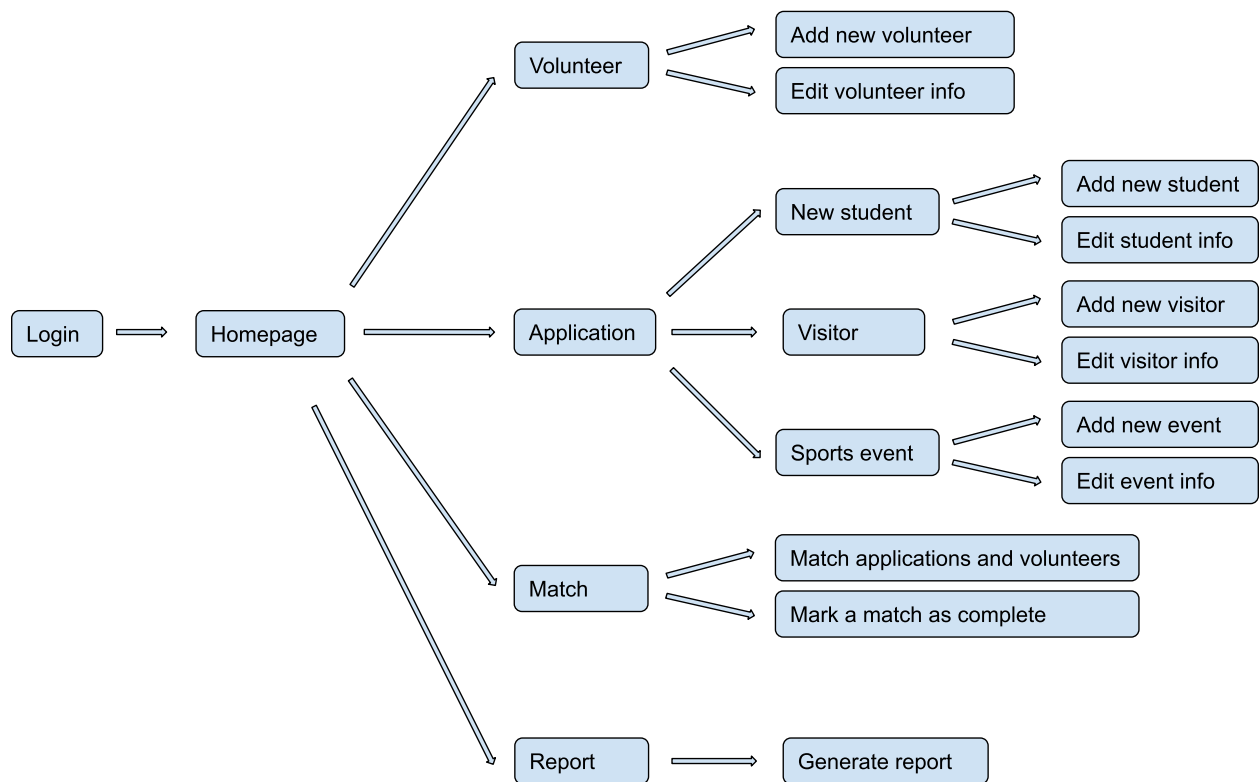 Login
Homepage
Volunteer
Add new volunteer
Edit volunteer info
Application
New student
Add new student
Edit student info
Visitor
Add new visitor
Edit visitor info
Sports event
Add new event
Edit event info
Match
Match applications and volunteers
Mark a match as complete
Report
Generate report